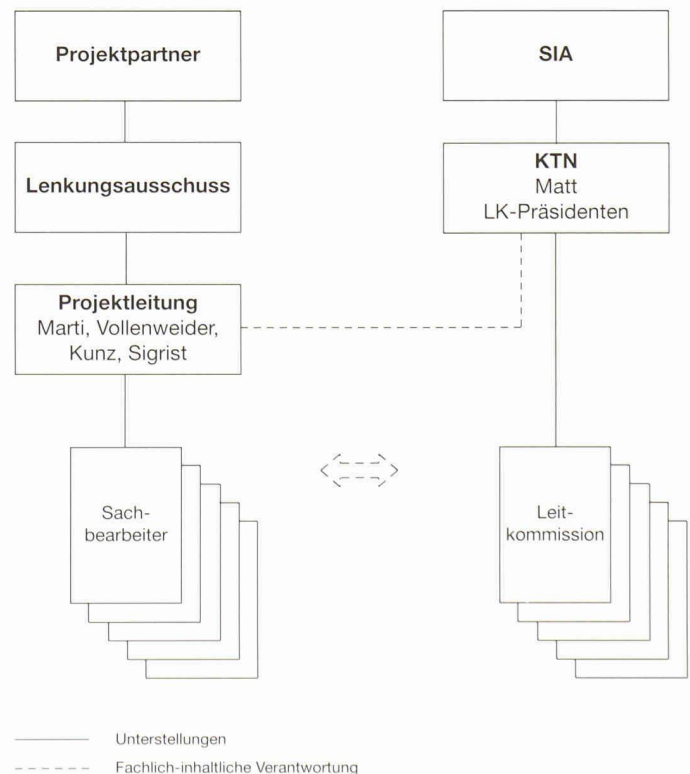 Projektpartner
Lenkungsausschuss
Projektleitung
Marti, Vollenweider,
Kunz, Sigrist
Sach-
bearbeiter
SIA
KTN
Matt
LK-Präsidenten
Leit-
kommission
Unterstellungen
Fachlich-inhaltliche Verantwortung